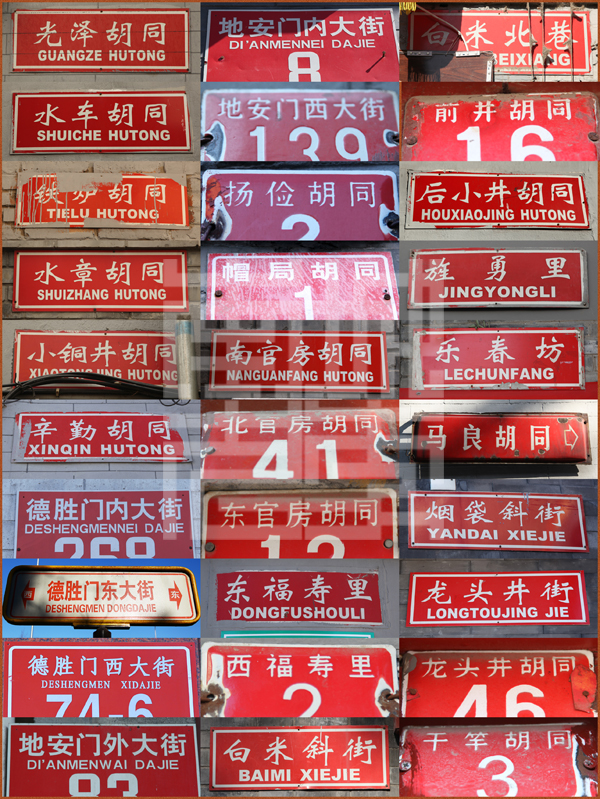 光泽胡同
GUANGZE HUTONG
水车胡同
SHUICHE HUTONG
铁炉胡同
TIELU HUTONG
水章胡同
SHUIZHANG HUTONG
小铜井胡同
XIAOTONGJING HUTONG
辛勤胡同
XINQIN HUTONG
德胜门内大街
DESHENGMENNEI DAJIE
268
德胜门东大街
DESHENGMEN DONGDAJIE
西
东
德胜门西大街
DESHENGMEN XIDAJIE
74-6
地安门外大街
DI'ANMENWAI DAJIE
83
地安门内大街
DI'ANMENNEI DAJIE
8
地安门西大街
139
扬俭胡同
2
帽局胡同
1
南官房胡同
NANGUANFANG HUTONG
北官房胡同
41
东官房胡同
12
东福寿里
DONGFUSHOULI
西福寿里
2
白米斜街
BAIMI XIEJIE
白米北巷
BEIXIANG
前井胡同
16
后小井胡同
HOUXIAOJING HUTONG
旌勇里
JINGYONGLI
乐春坊
LECHUNFANG
马良胡同
烟袋斜街
YANDAI XIEJIE
龙头井街
LONGTOUJING JIE
龙头井胡同
46
干竿胡同
3